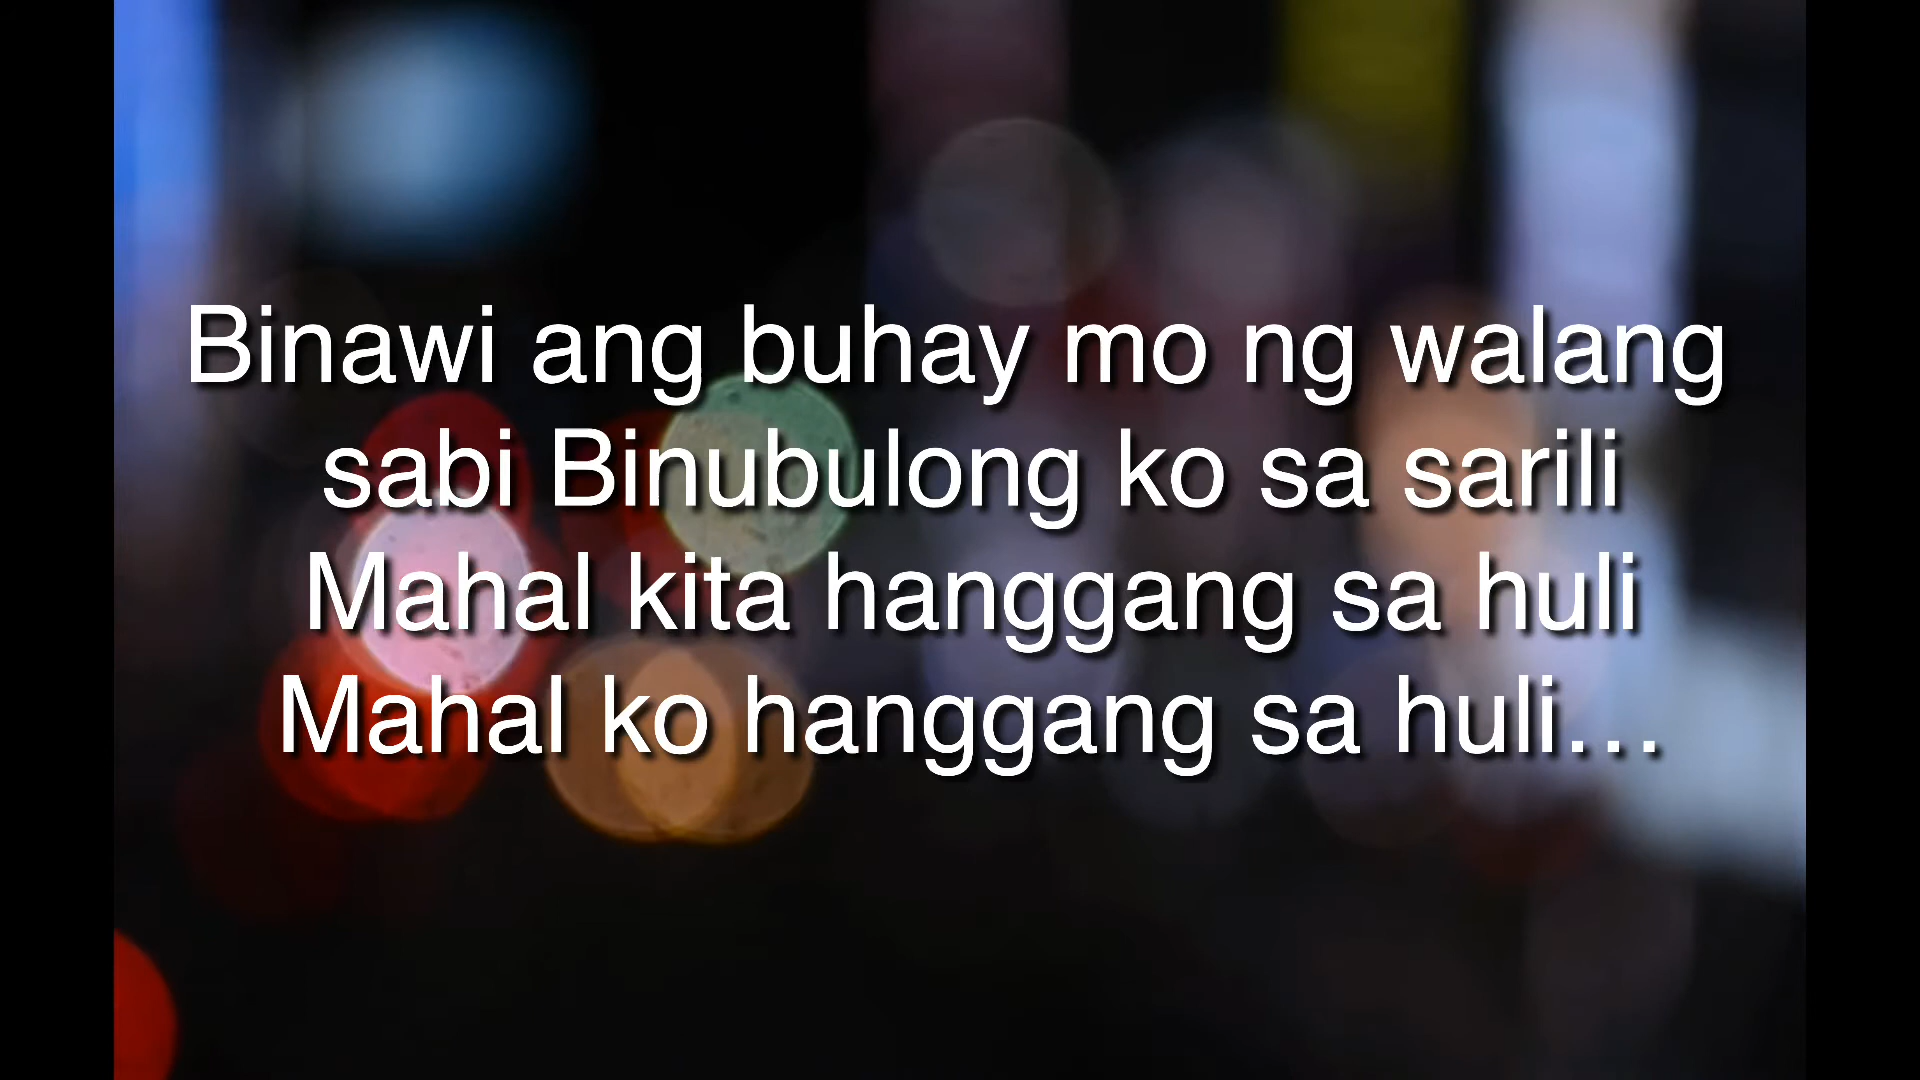 Binawi ang buhay mo ng walang
sabi Binubulong ko sa sarili
Mahal kita hanggang sa huli
Mahal ko hanggang sa huli...